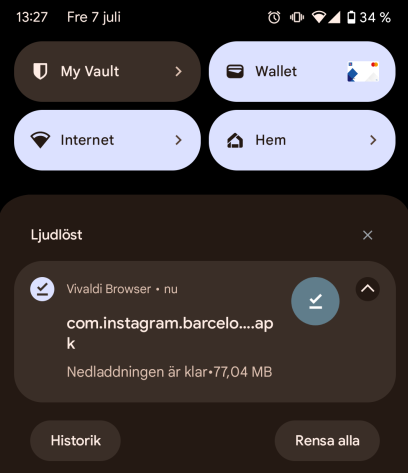 13:27 Fre 7 juli 34 %
My Vault
Wallet
Internet
Hem
Ljudlöst
Vivaldi Browser • nu
com.instagram.barcelo....ap
k
Nedladdningen är klar•77,04 MB
Historik
Rensa alla